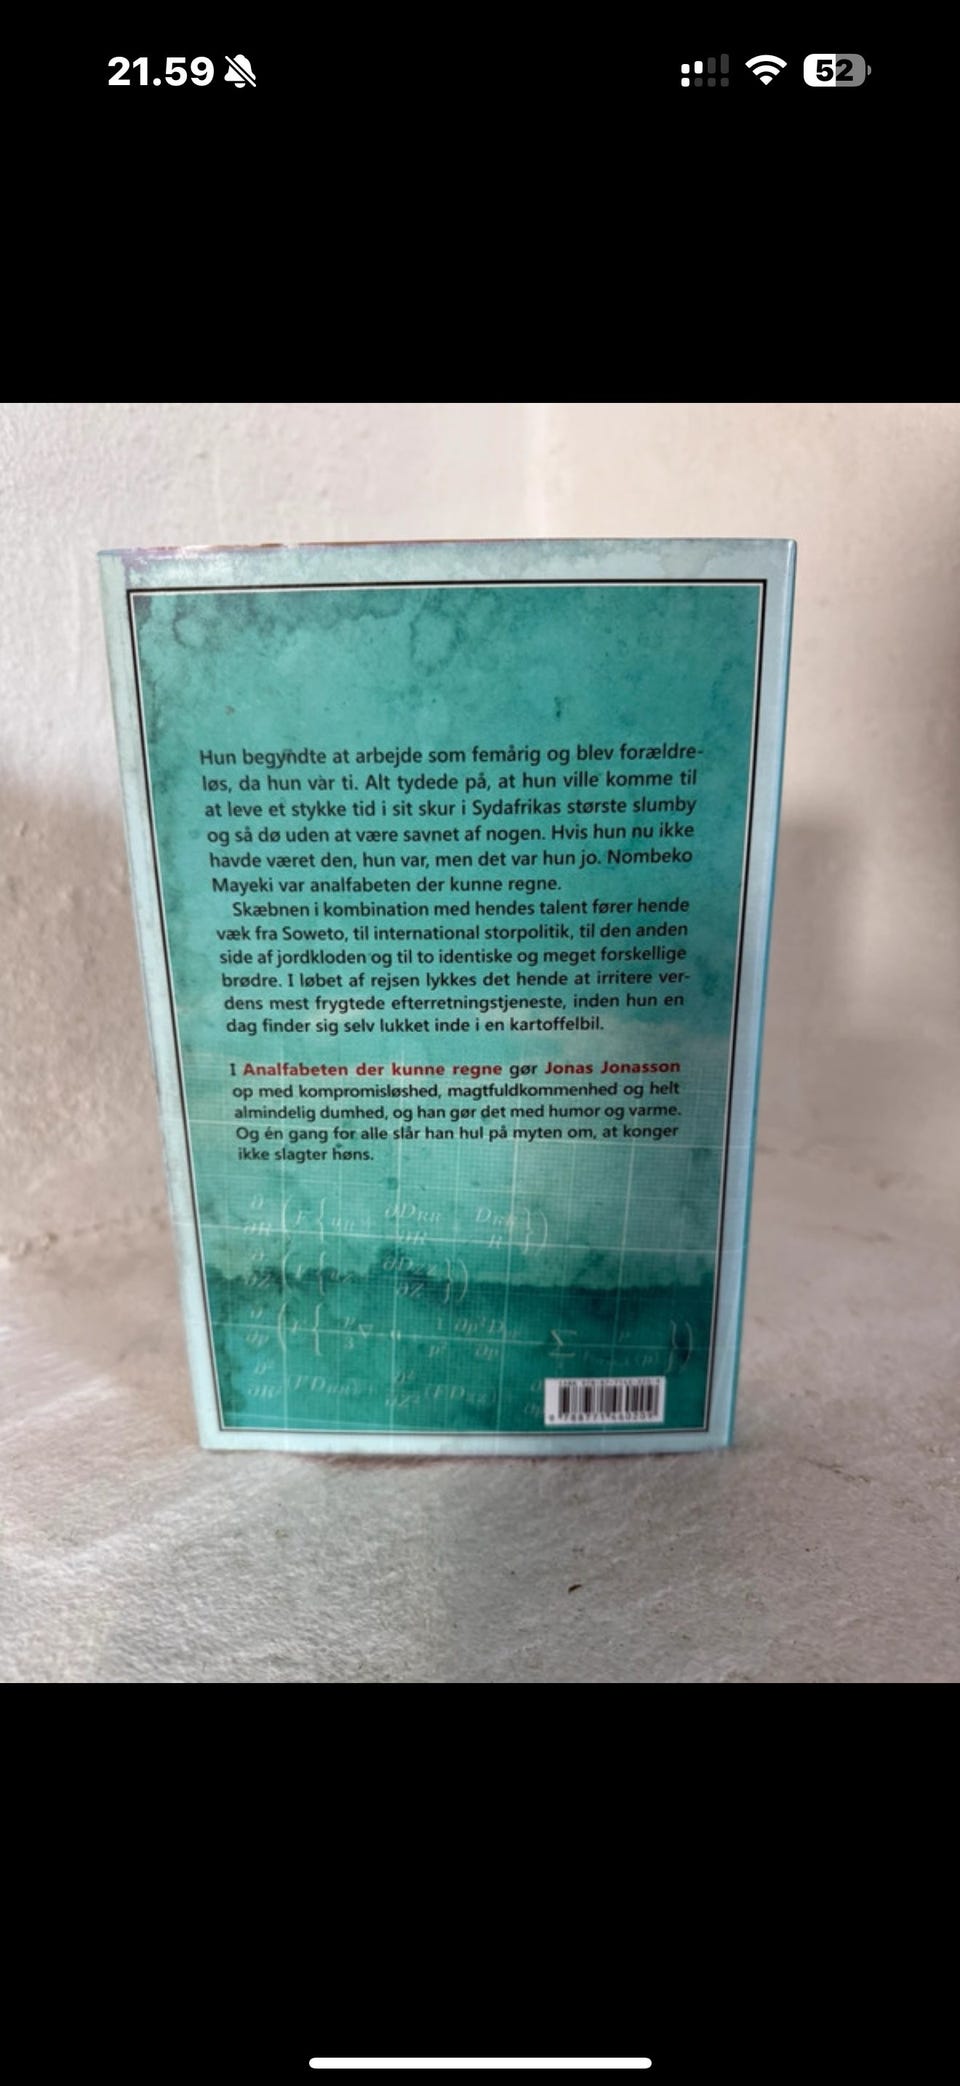 21.59
52
Hun begyndte at arbejde som femårig og blev forældre-
løs, da hun var ti. Alt tydede på, at hun ville komme til
at leve et stykke tid i sit skur i Sydafrikas største slumby
og så dø uden at være savnet af nogen. Hvis hun nu ikke
havde været den, hun var, men det var hun jo. Nombeko
Mayeki var analfabeten der kunne regne.
Skæbnen i kombination med hendes talent fører hende
væk fra Soweto, til international storpolitik, til den anden
side af jordkloden og til to identiske og meget forskellige
brødre. I løbet af rejsen lykkes det hende at irritere ver-
dens mest frygtede efterretningstjeneste, inden hun en
dag finder sig selv lukket inde i en kartoffelbil.
I Analfabeten der kunne regne gør Jonas Jonasson
op med kompromisløshed, magtfuldkommenhed og helt
almindelig dumhed, og han gør det med humor og varme.
Og én gang for alle slår han hul på myten om, at konger
ikke slagter høns.